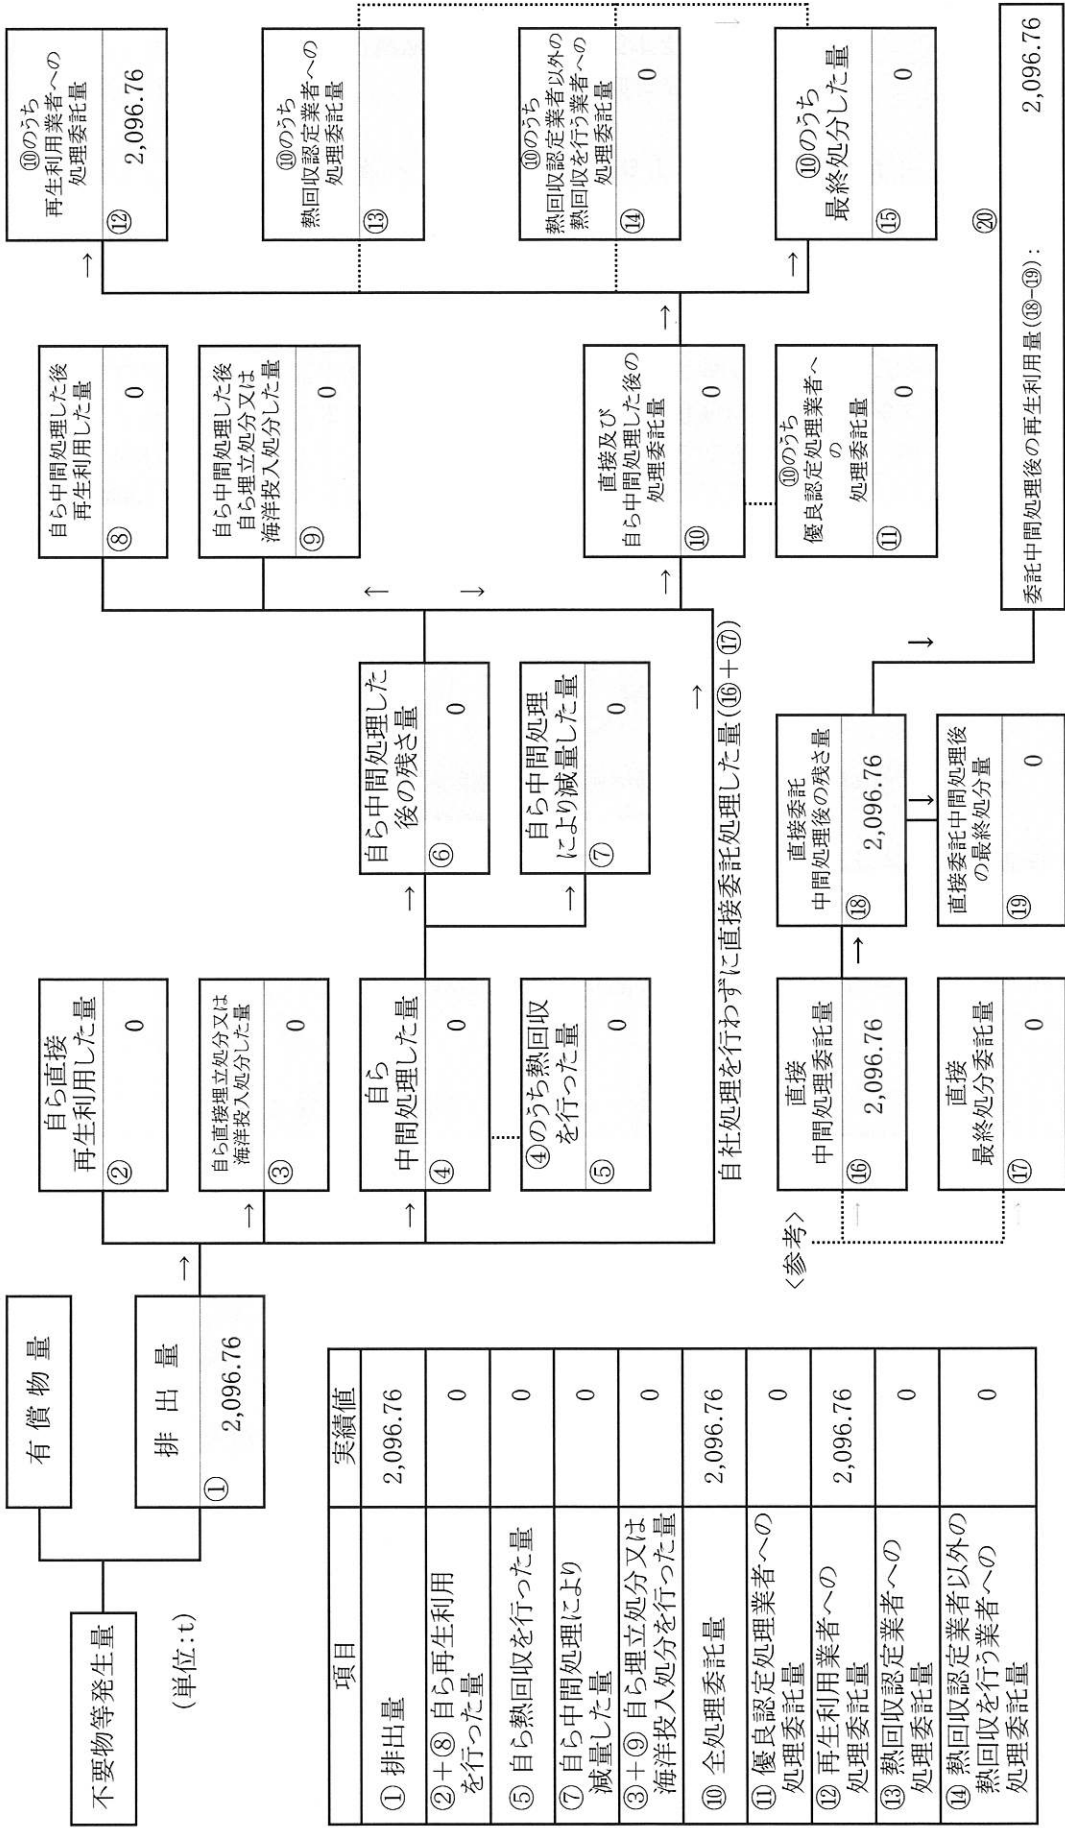 不要物等発生量
(単位:t)
有償物量
排出量
① 2,096.76
→
自ら直接
再生利用した量
② 0
自ら直接埋立処分又は
海洋投入処分した量
→
③ 0
自ら
中間処理した量
→
④ 0
④のうち熱回収
を行った量
⑤ 0
自ら中間処理した
後の残さ量
→
⑥ 0
自ら中間処理
により減量した量
→
⑦ 0
自ら中間処理した後
再生利用した量
⑧ 0
自ら中間処理した後
自ら埋立処分又は
海洋投入処分した量
⑨ 0
← →
自社処理を行わずに直接委託処理した量(⑯+⑰)
→
直接及び
自ら中間処理した後の
処理委託量
→
⑩ 0
⑩のうち
優良認定処理業者へ
の
処理委託量
⑪ 0
→
⑩のうち
再生利用業者への
処理委託量
→
⑫ 2,096.76
⑩のうち
熱回収認定業者への
処理委託量
⑬
⑩のうち
熱回収認定業者以外の
熱回収を行う業者への
処理委託量
⑭ 0
⑩のうち
最終処分した量
→
⑮ 0
<参考>
直接
中間処理委託量
→
⑯ 2,096.76
直接
最終処分委託量
→
⑰ 0
→
直接委託
中間処理後の残さ量
⑱ 2,096.76
直接委託中間処理後
の最終処分量
⑲ 0
⑳
委託中間処理後の再生利用量(⑱-⑲): 2,096.76
項目 実績値
① 排出量 2,096.76
②+⑧ 自ら再生利用
を行った量 0
⑤ 自ら熱回収を行った量 0
⑦ 自ら中間処理により
減量した量 0
③+⑨ 自ら埋立処分又は
海洋投入処分を行った量 0
⑩ 全処理委託量 2,096.76
⑪ 優良認定処理業者への
処理委託量 0
⑫ 再生利用業者への
処理委託量 2,096.76
⑬ 熱回収認定業者への
処理委託量 0
⑭ 熱回収認定業者以外の
熱回収を行う業者への
処理委託量 0